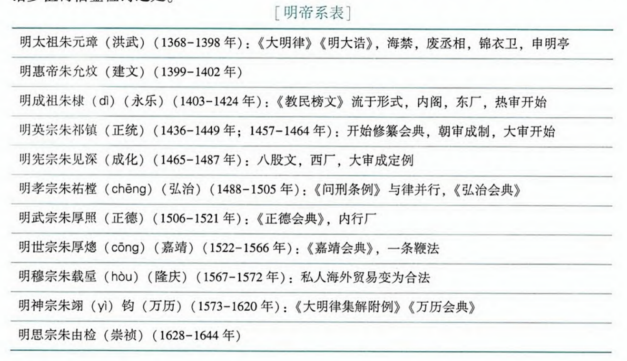 [明帝系表]
明太祖朱元璋（洪武）（1368-1398 年）：《大明律》《明大诰》，海禁，废丞相，锦衣卫，申明亭
明惠帝朱允炆（建文）（1399-1402 年）
明成祖朱棣（dì）（永乐）（1403-1424 年）：《教民榜文》流于形式，内阁，东厂，热审开始
明英宗朱祁镇（正统）（1436-1449 年；1457-1464 年）：开始修纂会典，朝审成制，大审开始
明宪宗朱见深（成化）（1465-1487 年）：八股文，西厂，大审成定例
明孝宗朱祐樘（chēng）（弘治）（1488-1505 年）：《问刑条例》与律并行，《弘治会典》
明武宗朱厚照（正德）（1506-1521 年）：《正德会典》，内行厂
明世宗朱厚熜（cōng）（嘉靖）（1522-1566 年）：《嘉靖会典》，一条鞭法
明穆宗朱载垕（hòu）（隆庆）（1567-1572 年）：私人海外贸易变为合法
明神宗朱翊（yì）钧（万历）（1573-1620 年）：《大明律集解附例》《万历会典》
明思宗朱由检（崇祯）（1628-1644 年）